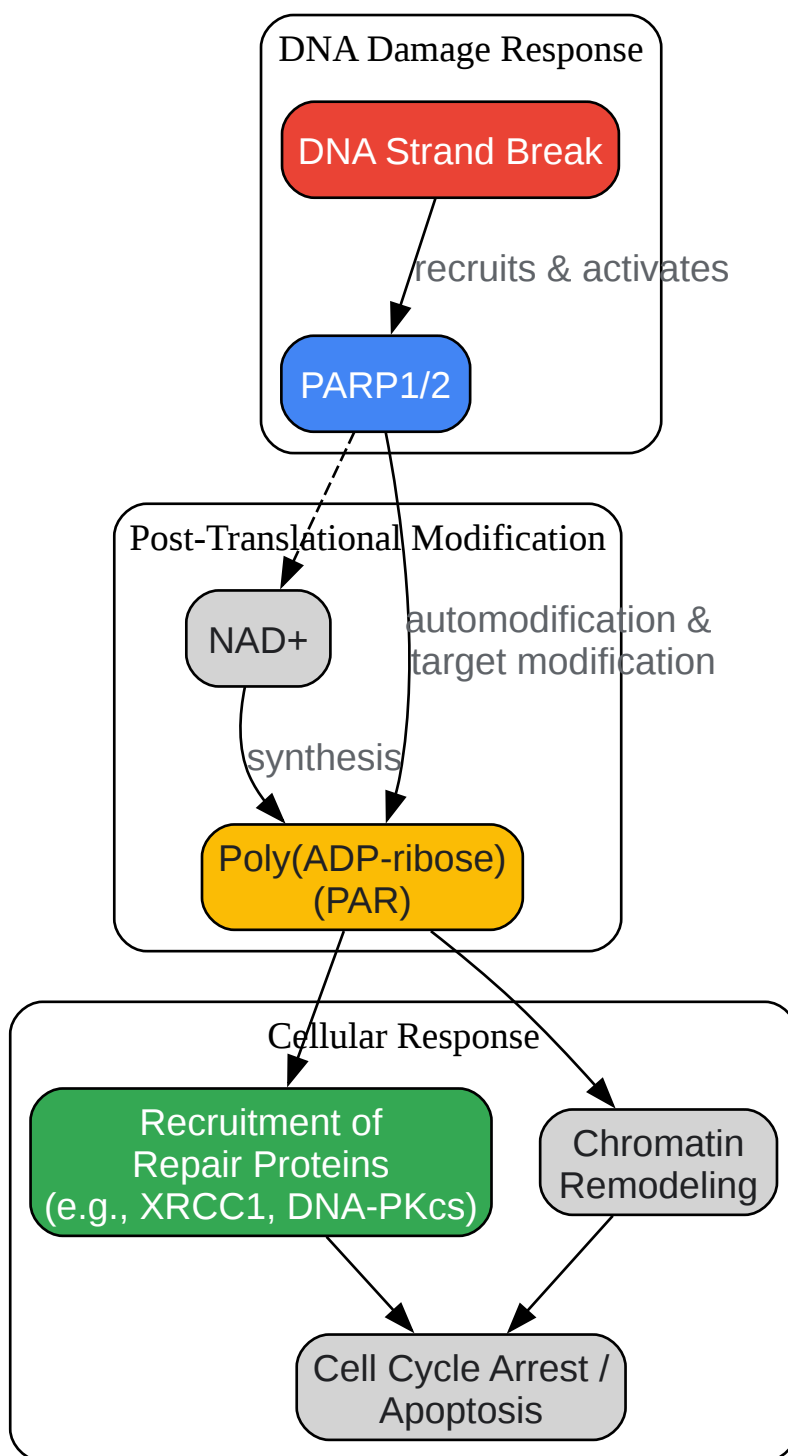 DNA Damage Response
DNA Strand Break
recruits & activates
PARP1/2
Post-Translational Modification
NAD+
automodification &
target modification
synthesis
Poly(ADP-ribose)
(PAR)
Cellular Response
Recruitment of
Repair Proteins
(e.g., XRCC1, DNA-PKcs)
Chromatin
Remodeling
Cell Cycle Arrest /
Apoptosis